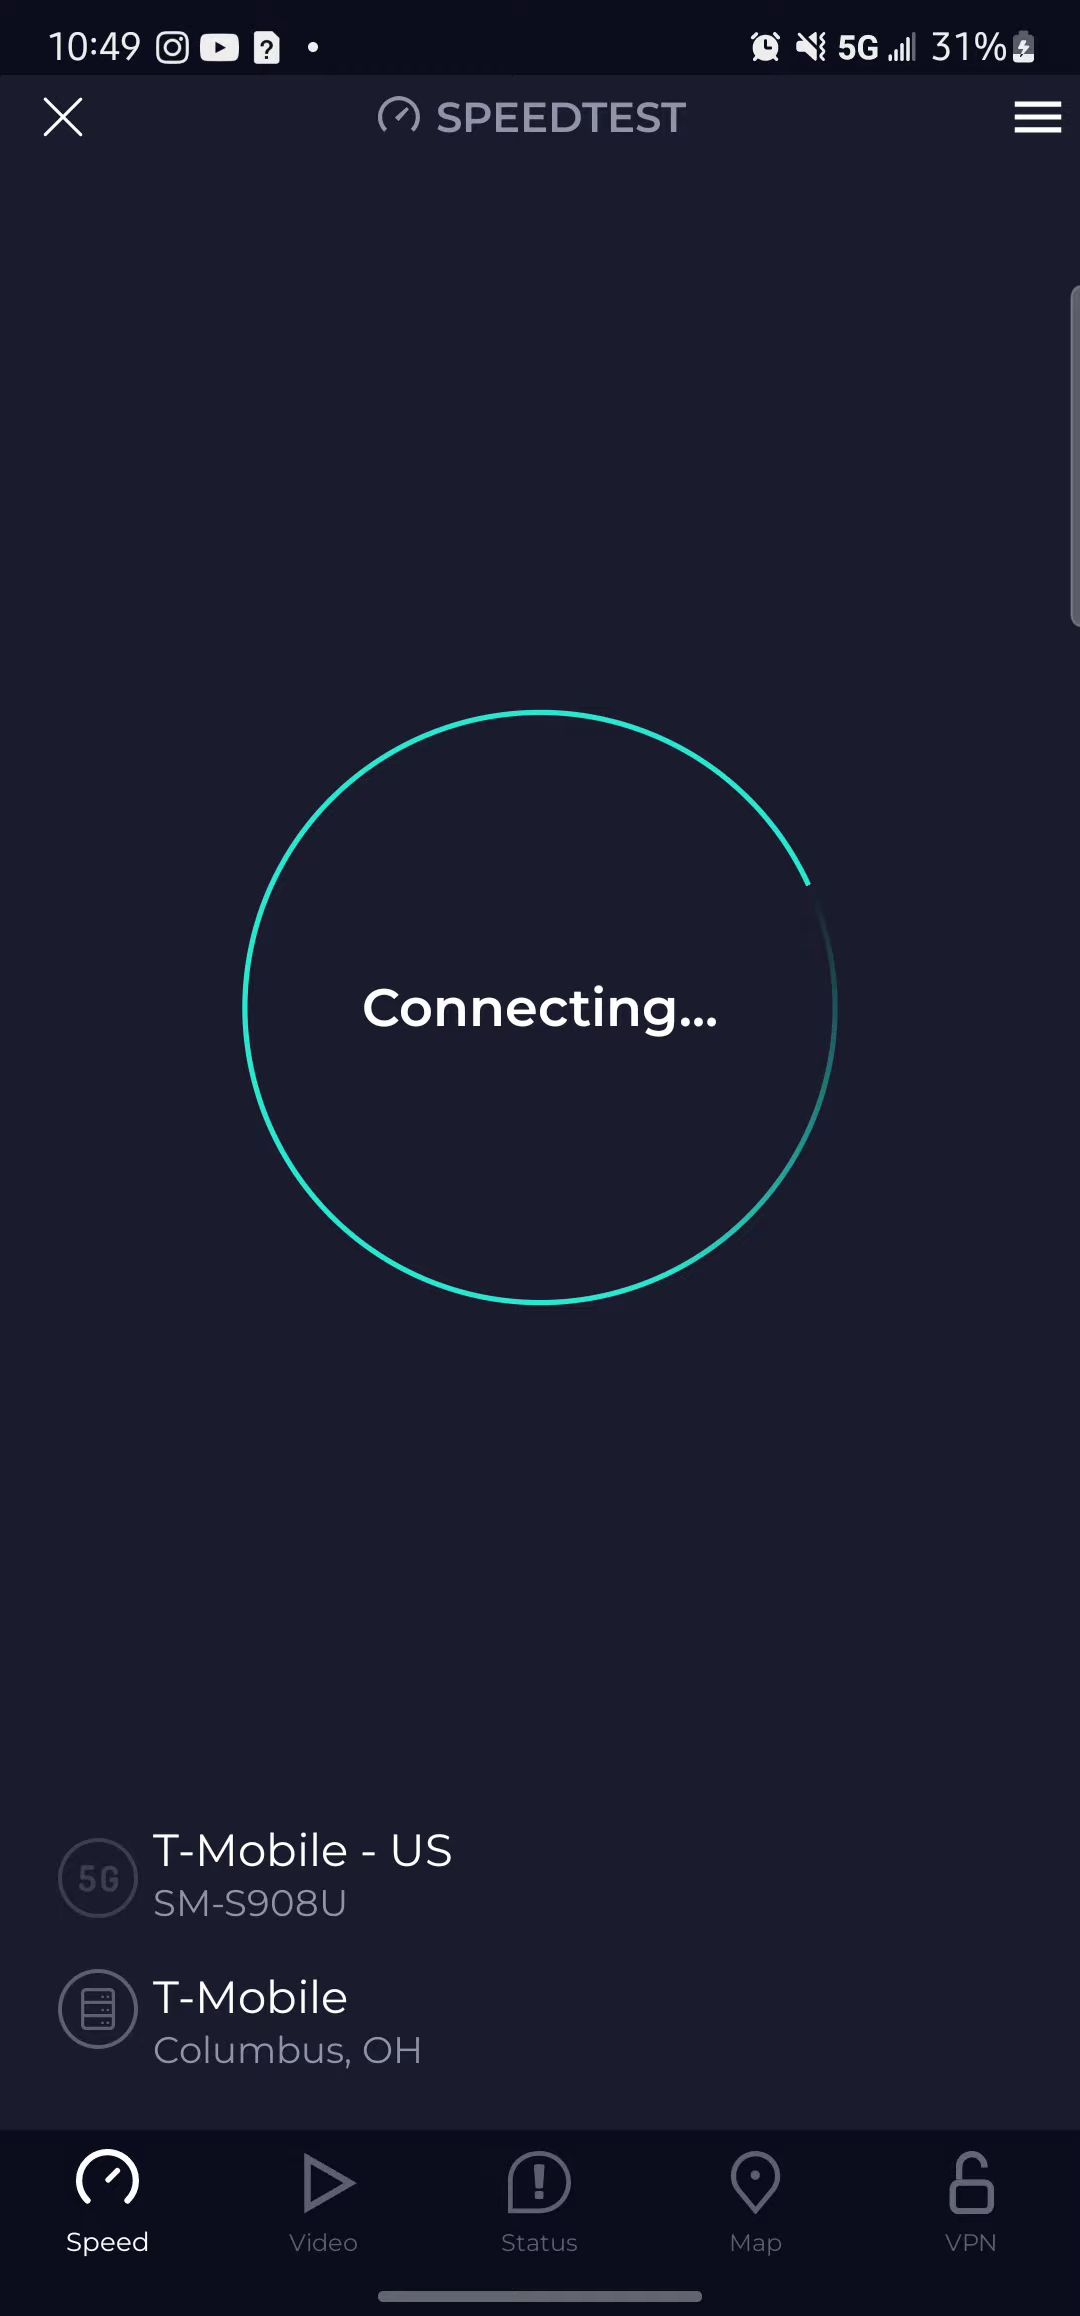 10:49 5G 31%
SPEEDTEST
Connecting...
5G T-Mobile - US
SM-S908U
T-Mobile
Columbus, OH
Speed Video Status Map VPN